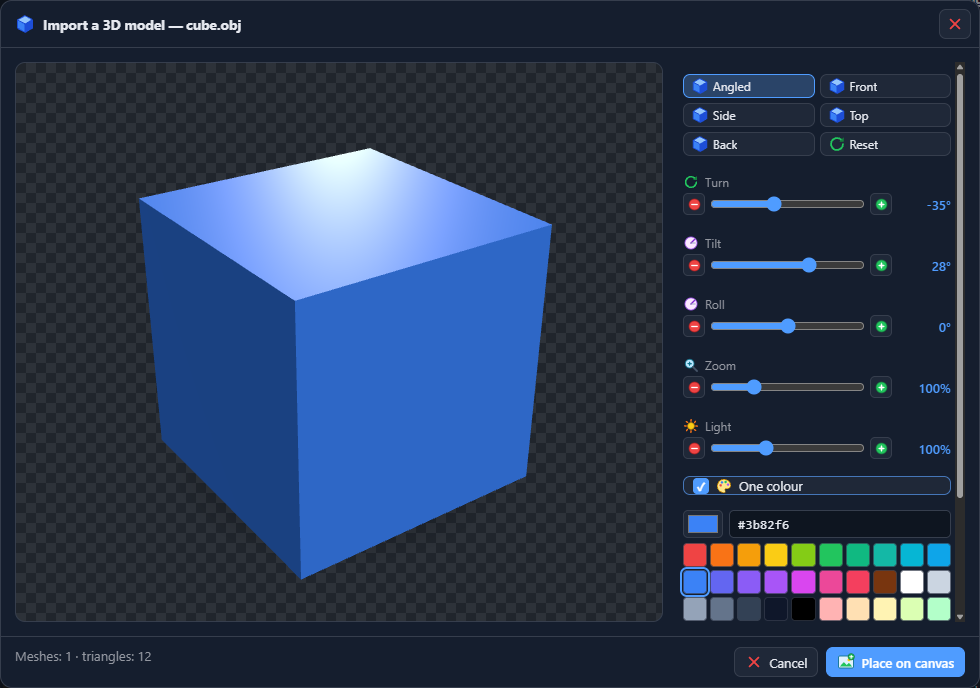 Import a 3D model — cube.obj
Angled
Front
Side
Top
Back
Reset
Turn
-35°
Tilt
28°
Roll
0°
Zoom
100%
Light
100%
One colour
#3b82f6
Meshes: 1 · triangles: 12
Cancel
Place on canvas